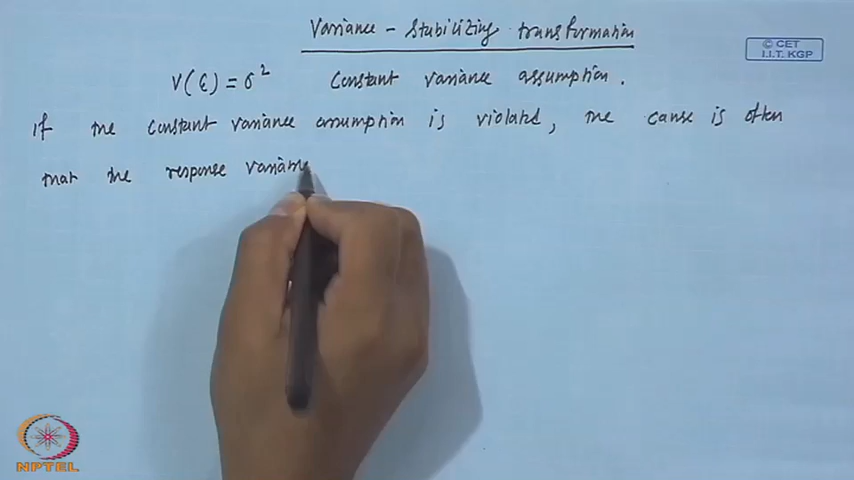 Variance - Stabilizing transformation
© CET
I.I.T. KGP
V(ε) = σ² Constant variance assumption.
If the constant variance assumption is violated, the cause is often
that the response variance
NPTEL